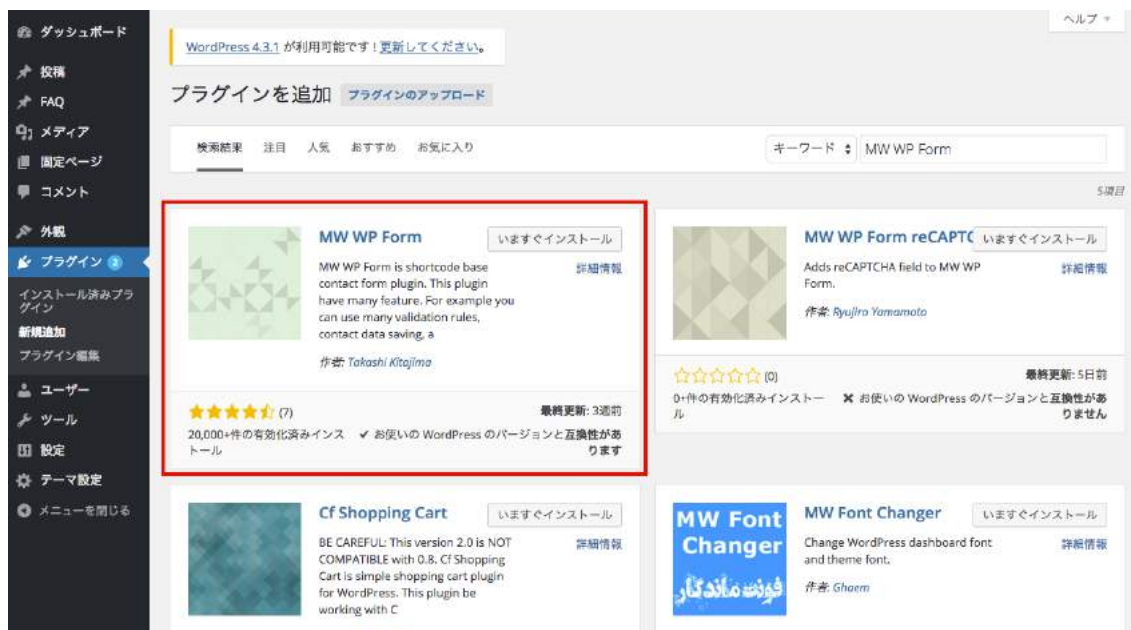 ヘルプ
ダッシュボード
投稿
FAQ
メディア
固定ページ
コメント
外観
プラグイン 2
インストール済みプラ
グイン
新規追加
プラグイン編集
ユーザー
ツール
設定
テーマ設定
メニューを閉じる
WordPress 4.3.1 が利用可能です ! 更新してください。
プラグインを追加 プラグインのアップロード
検索結果 注目 人気 おすすめ お気に入り キーワード MW WP Form
5項目
MW WP Form いますぐインストール
MW WP Form is shortcode base 詳細情報
contact form plugin. This plugin
have many feature. For example you
can use many validation rules,
contact data saving, a
作者: Takashi Kitajima
(7) 最終更新: 3週前
20,000+件の有効化済みインス ✔ お使いの WordPress のバージョンと互換性があ
トール ります
MW WP Form reCAPTC いますぐインストール
Adds reCAPTCHA field to MW WP 詳細情報
Form.
作者: Ryujiro Yamamoto
(0) 最終更新: 5日前
0+件の有効化済みインストー ✖ お使いの WordPress のバージョンと互換性があ
ル りません
Cf Shopping Cart いますぐインストール
BE CAREFUL: This version 2.0 is NOT 詳細情報
COMPATIBLE with 0.8. Cf Shopping
Cart is simple shopping cart plugin
for WordPress. This plugin be
working with C
MW Font
Changer
فونت ماندگار
MW Font Changer いますぐインストール
Change WordPress dashboard font 詳細情報
and theme font.
作者: Ghaem